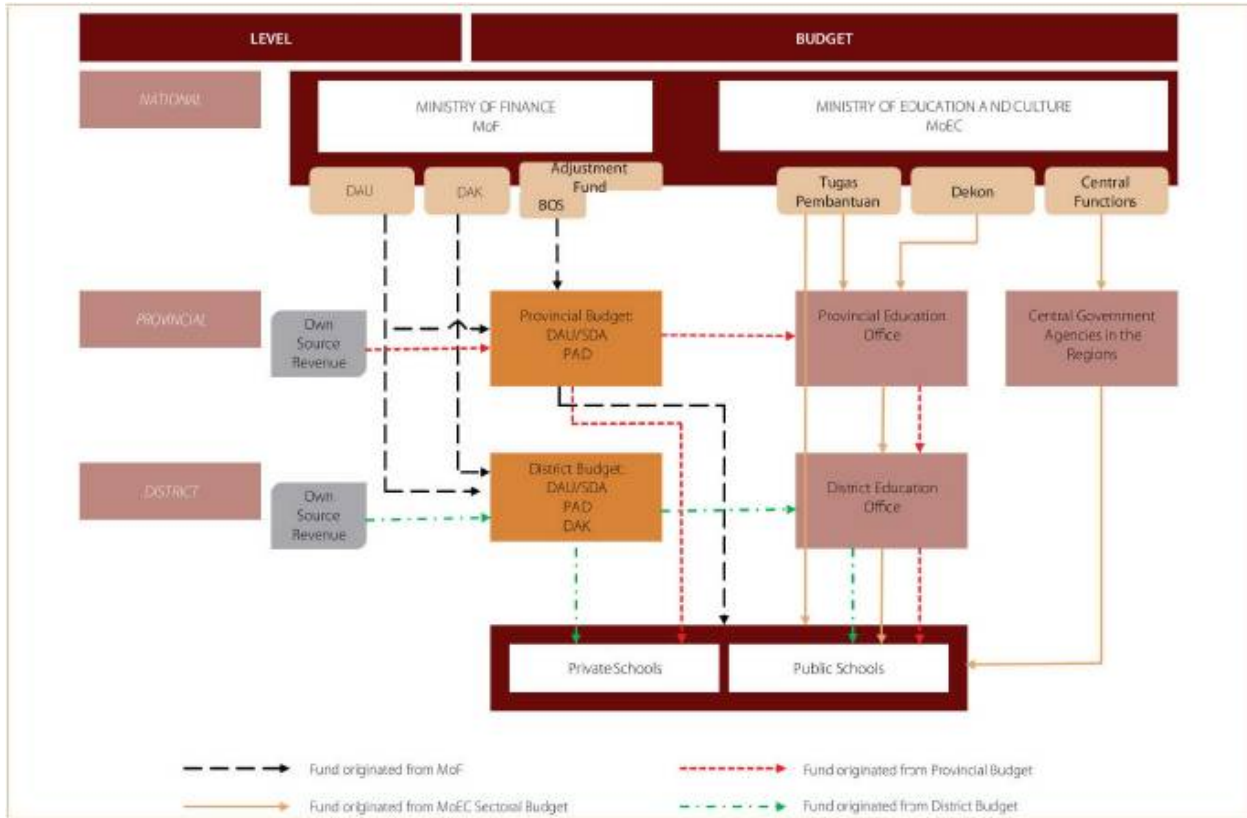 LEVEL
BUDGET
NATIONAL
MINISTRY OF FINANCE
MoF
MINISTRY OF EDUCATION AND CULTURE
MoEC
DAU
DAK
Adjustment
Fund
BOS
Tugas
Pembantuan
Dekon
Central
Functions
PROVINCIAL
Own
Source
Revenue
Provincial Budget:
DAU/SDA
PAD
Provincial Education
Office
Central Government
Agencies in the
Regions
DISTRICT
Own
Source
Revenue
District Budget:
DAU/SDA
PAD
DAK
District Education
Office
Private Schools
Public Schools
Fund originated from MoF
Fund originated from Provincial Budget
Fund originated from MoEC Sectoral Budget
Fund originated from District Budget